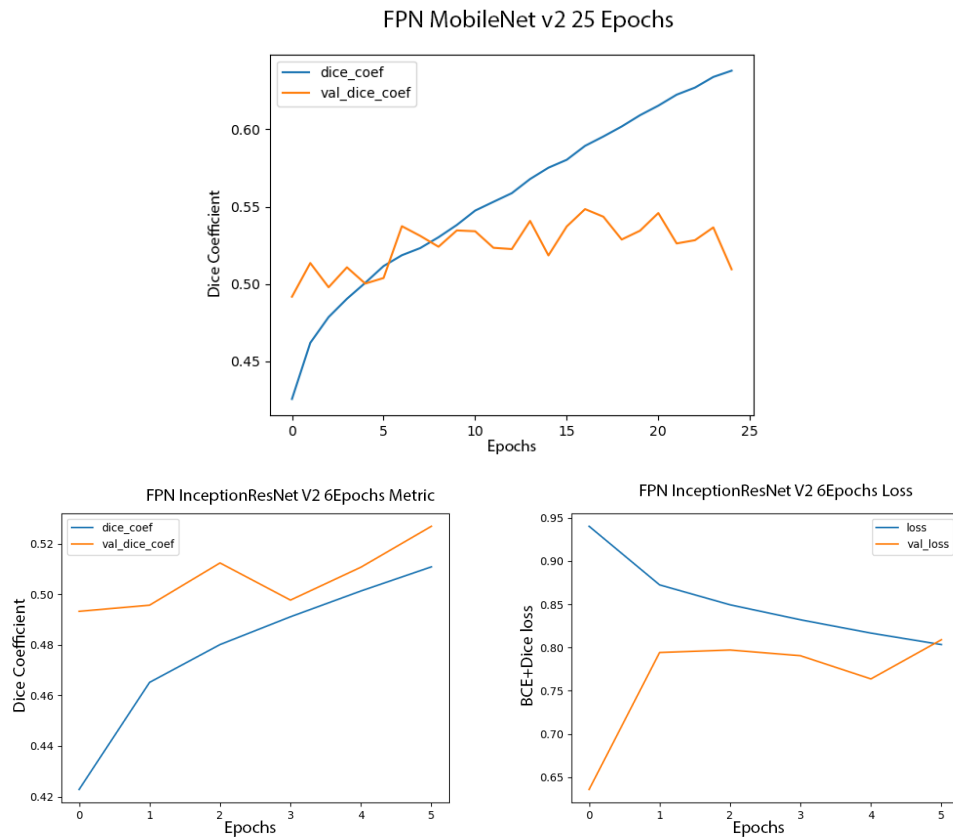 FPN MobileNet v2 25 Epochs
dice_coef
val_dice_coef
0.60
0.55
0.50
0.45
Dice Coefficient
0 5 10 15 20 25
Epochs
FPN InceptionResNet V2 6Epochs Metric
dice_coef
val_dice_coef
0.52
0.50
0.48
0.46
0.44
0.42
Dice Coefficient
0 1 2 3 4 5
Epochs
FPN InceptionResNet V2 6Epochs Loss
loss
val_loss
0.95
0.90
0.85
0.80
0.75
0.70
0.65
BCE+Dice loss
0 1 2 3 4 5
Epochs